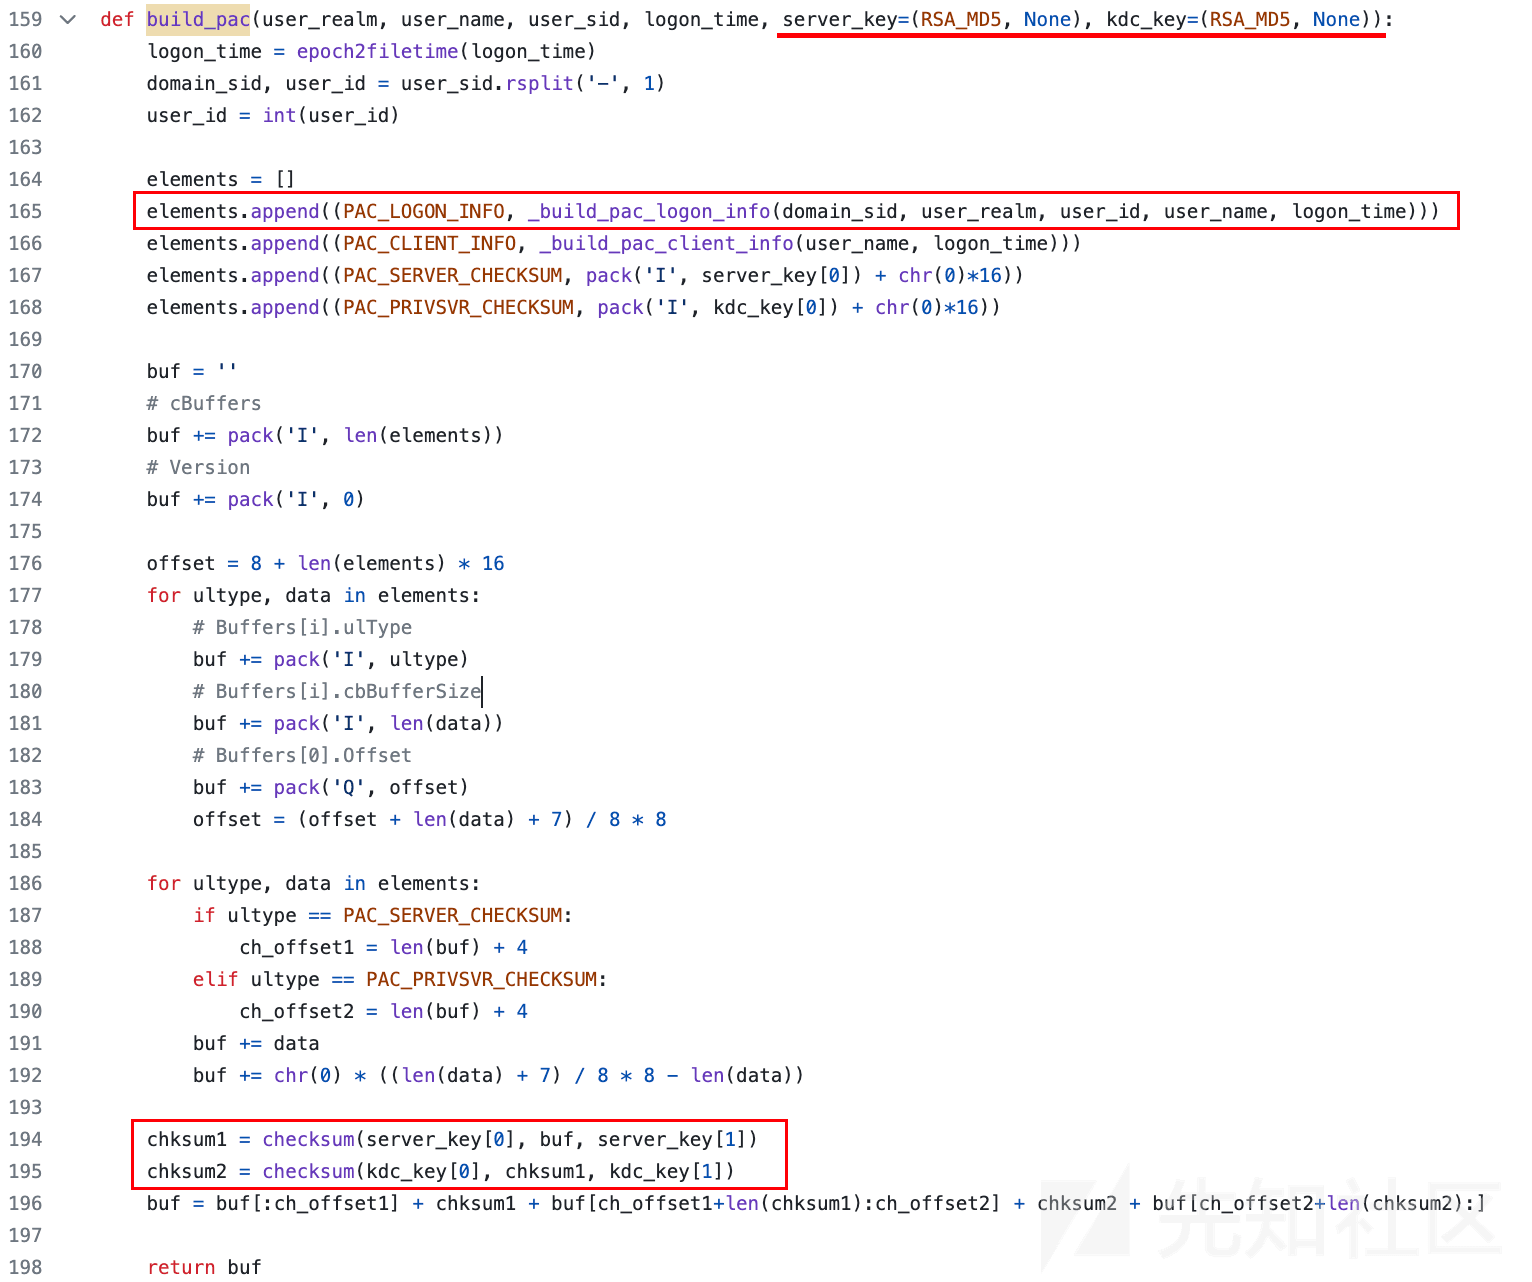 159 def build_pac(user_realm, user_name, user_sid, logon_time, server_key=(RSA_MD5, None), kdc_key=(RSA_MD5, None)):
160     logon_time = epoch2filetime(logon_time)
161     domain_sid, user_id = user_sid.rsplit('-', 1)
162     user_id = int(user_id)
163
164     elements = []
165     elements.append((PAC_LOGON_INFO, _build_pac_logon_info(domain_sid, user_realm, user_id, user_name, logon_time)))
166     elements.append((PAC_CLIENT_INFO, _build_pac_client_info(user_name, logon_time)))
167     elements.append((PAC_SERVER_CHECKSUM, pack('I', server_key[0]) + chr(0)*16))
168     elements.append((PAC_PRIVSVR_CHECKSUM, pack('I', kdc_key[0]) + chr(0)*16))
169
170     buf = ''
171     # cBuffers
172     buf += pack('I', len(elements))
173     # Version
174     buf += pack('I', 0)
175
176     offset = 8 + len(elements) * 16
177     for ultype, data in elements:
178         # Buffers[i].ulType
179         buf += pack('I', ultype)
180         # Buffers[i].cbBufferSize
181         buf += pack('I', len(data))
182         # Buffers[0].Offset
183         buf += pack('Q', offset)
184         offset = (offset + len(data) + 7) / 8 * 8
185
186     for ultype, data in elements:
187         if ultype == PAC_SERVER_CHECKSUM:
188             ch_offset1 = len(buf) + 4
189         elif ultype == PAC_PRIVSVR_CHECKSUM:
190             ch_offset2 = len(buf) + 4
191         buf += data
192         buf += chr(0) * ((len(data) + 7) / 8 * 8 - len(data))
193
194     chksum1 = checksum(server_key[0], buf, server_key[1])
195     chksum2 = checksum(kdc_key[0], chksum1, kdc_key[1])
196     buf = buf[:ch_offset1] + chksum1 + buf[ch_offset1+len(chksum1):ch_offset2] + chksum2 + buf[ch_offset2+len(chksum2):]
197
198     return buf
先知社区